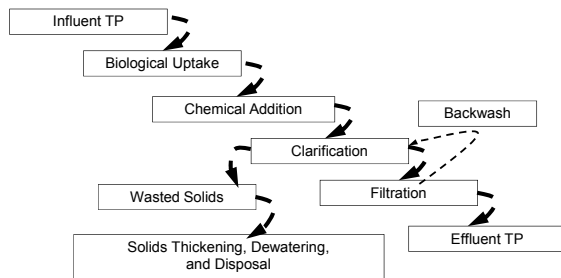 Influent TP
Biological Uptake
Chemical Addition
Backwash
Clarification
Wasted Solids
Filtration
Solids Thickening, Dewatering,
and Disposal
Effluent TP